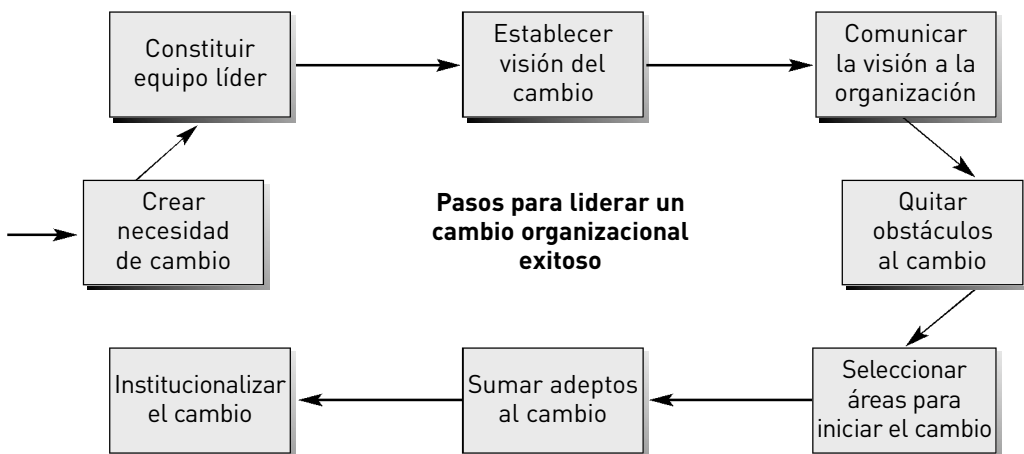 Constituir
equipo líder
Establecer
visión del
cambio
Comunicar
la visión a la
organización
Crear
necesidad
de cambio
Pasos para liderar un
cambio organizacional
exitoso
Quitar
obstáculos
al cambio
Institucionalizar
el cambio
Sumar adeptos
al cambio
Seleccionar
áreas para
iniciar el cambio